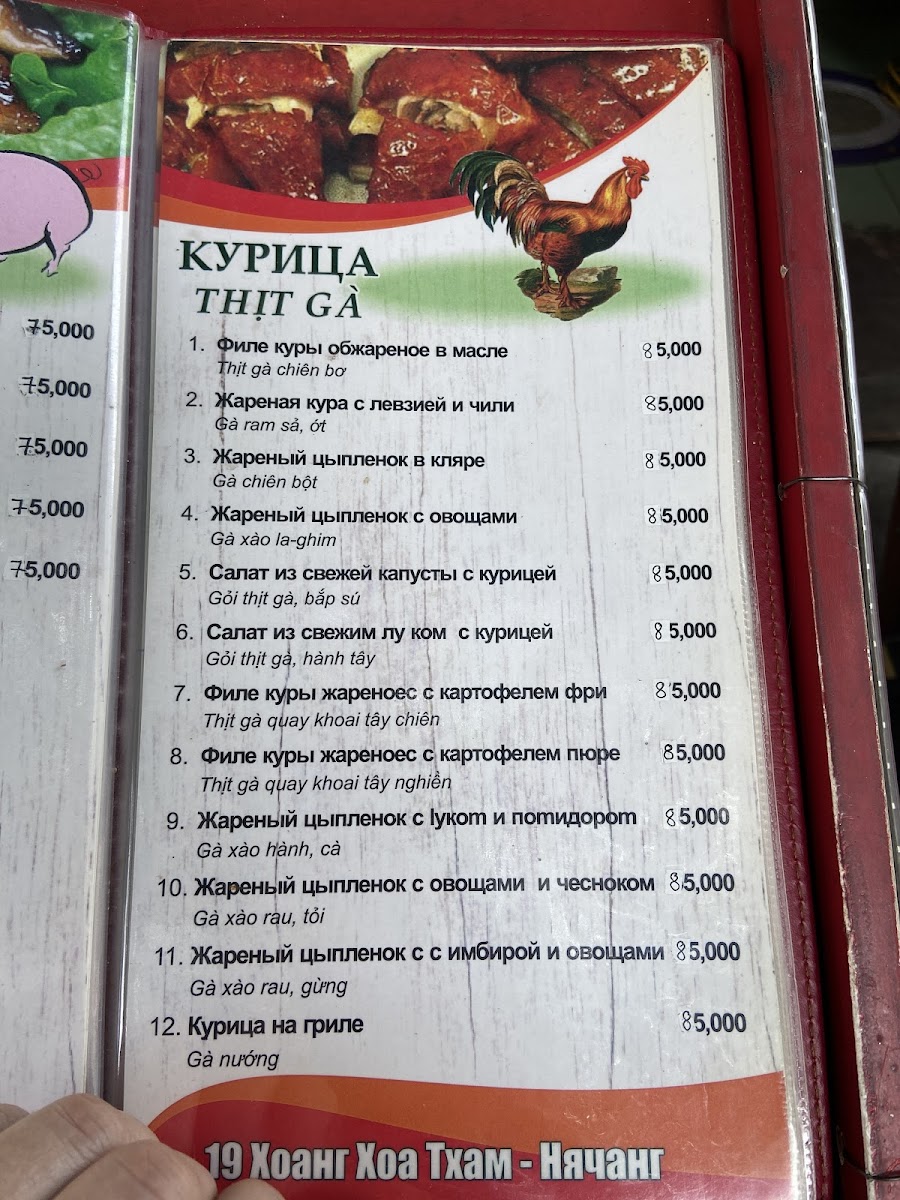 75,000
75,000
75,000
75,000
75,000
КУРИЦА
THỊT GÀ
1. Филе куры обжареное в масле 85,000
Thịt gà chiên bơ
2. Жареная кура с левзией и чили 85,000
Gà ram sả, ớt
3. Жареный цыпленок в кляре 85,000
Gà chiên bột
4. Жареный цыпленок с овощами 85,000
Gà xào la-ghim
5. Салат из свежей капусты с курицей 85,000
Gỏi thịt gà, bắp sú
6. Салат из свежим лу ком с курицей 85,000
Gỏi thịt gà, hành tây
7. Филе куры жареноес с картофелем фри 85,000
Thịt gà quay khoai tây chiên
8. Филе куры жареноес с картофелем пюре 85,000
Thịt gà quay khoai tây nghiền
9. Жареный цыпленок с lykom и nomидорom 85,000
Gà xào hành, cà
10. Жареный цыпленок с овощами и чесноком 85,000
Gà xào rau, tỏi
11. Жареный цыпленок с с имбирой и овощами 85,000
Gà xào rau, gừng
12. Курица на гриле 85,000
Gà nướng
19 Хоанг Хоа Тхам - Нячанг